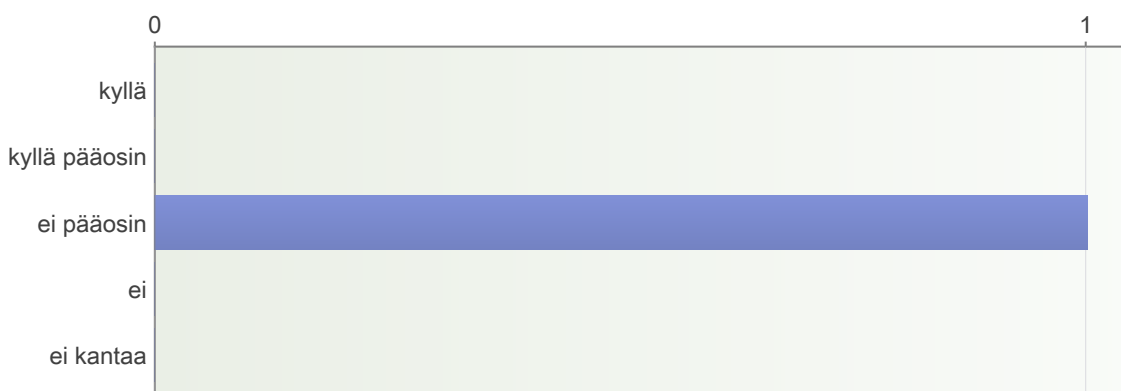 0 1
kyllä
kyllä pääosin
ei pääosin
ei
ei kantaa